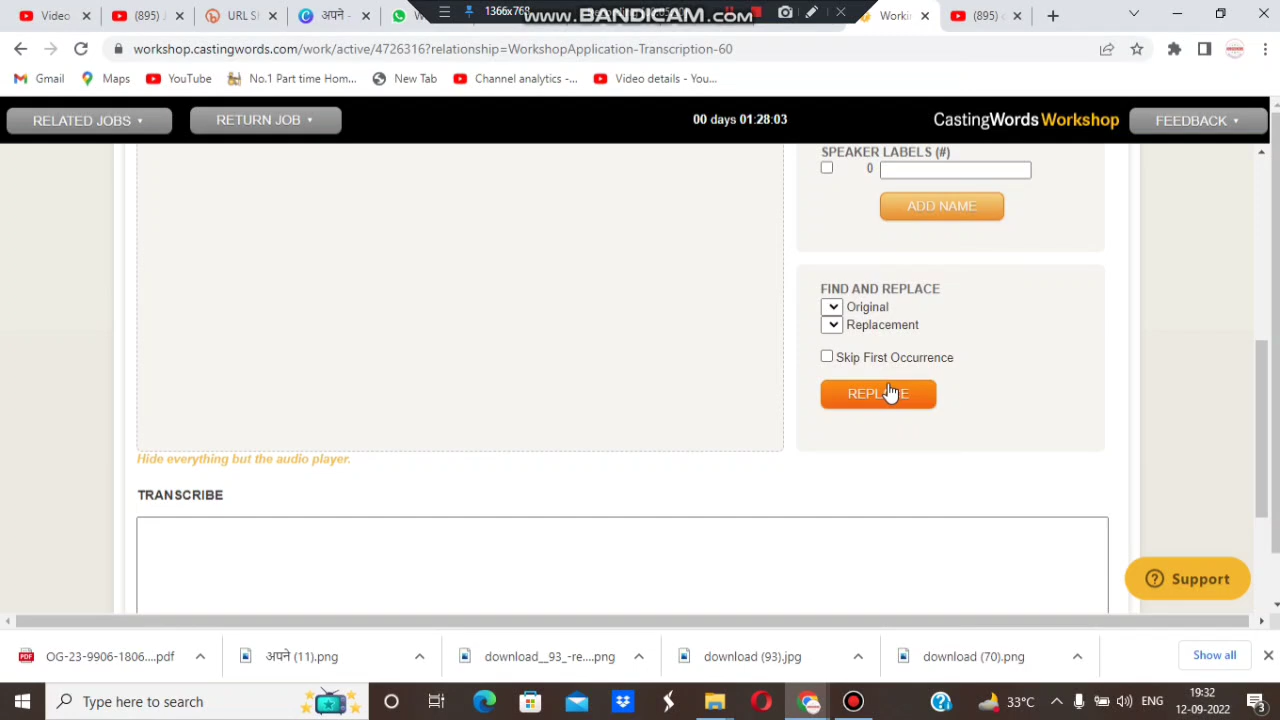 Video
(895)
URL S
अपने -
W
1366x768
www.BANDICAM.com
Worki
(895)
workshop.castingwords.com/work/active/4726316?relationship=WorkshopApplication-Transcription-60
Gmail
Maps
YouTube
No.1 Part time Hom...
New Tab
Channel analytics -...
Video details - You...
RELATED JOBS
RETURN JOB
00 days 01:28:03
CastingWords Workshop
FEEDBACK
SPEAKER LABELS (#)
0
ADD NAME
FIND AND REPLACE
Original
Replacement
Skip First Occurrence
REPLACE
Hide everything but the audio player.
TRANSCRIBE
Support
PDF
OG-23-9906-1806....pdf
अपने (11).png
download__93_-re....png
download (93).jpg
download (70).png
Show all
Type here to search
33°C
ENG
19:32
12-09-2022
3